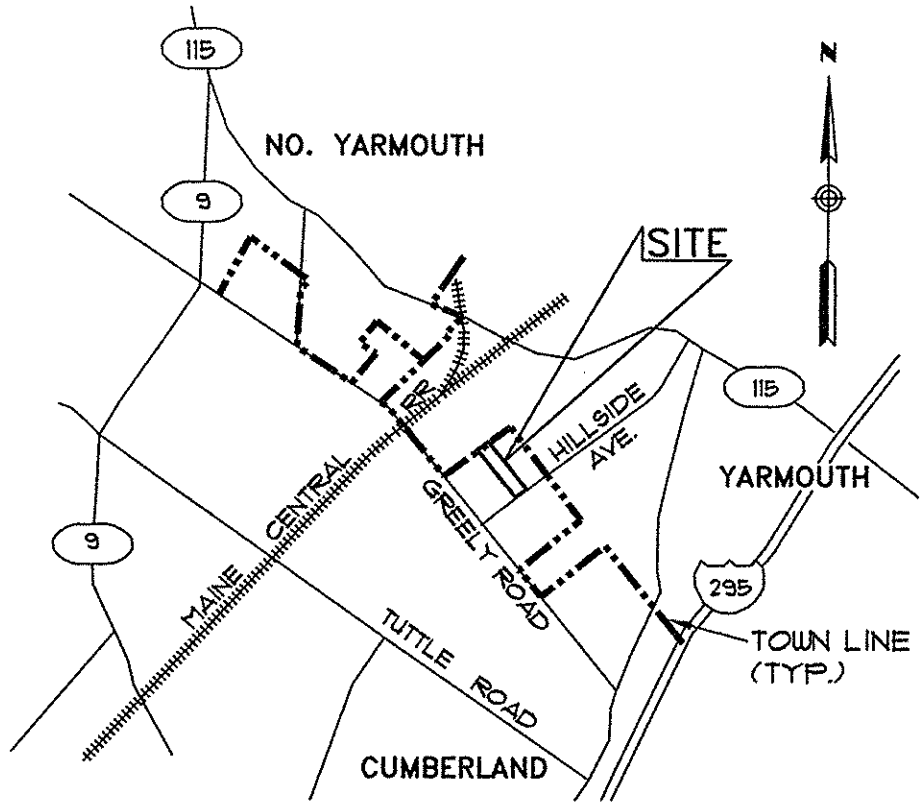 115
N
NO. YARMOUTH
9
SITE
RR
115
HILLSIDE
AVE.
YARMOUTH
MAINE CENTRAL
GREELY ROAD
9
295
TUTTLE ROAD
TOWN LINE
(TYP.)
CUMBERLAND